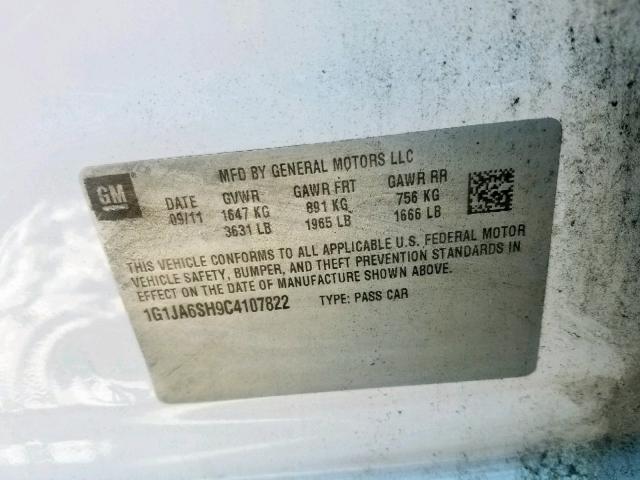 MFD BY GENERAL MOTORS LLC
GM
DATE GVWR GAWR FRT GAWR RR
09/11 1647 KG 891 KG 756 KG
3631 LB 1965 LB 1666 LB
THIS VEHICLE CONFORMS TO ALL APPLICABLE U.S. FEDERAL MOTOR
VEHICLE SAFETY, BUMPER, AND THEFT PREVENTION STANDARDS IN
EFFECT ON THE DATE OF MANUFACTURE SHOWN ABOVE.
1G1JA6SH9C4107822 TYPE: PASS CAR